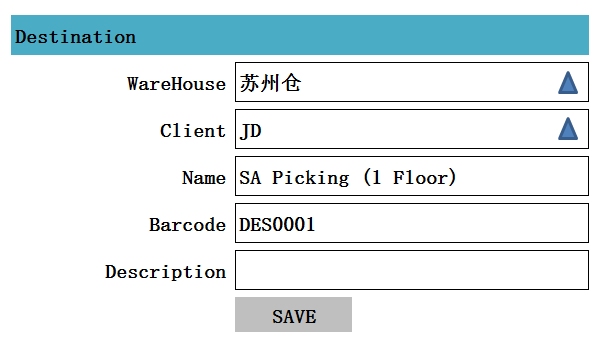 Destination
WareHouse 苏州仓
Client JD
Name SA Picking (1 Floor)
Barcode DES0001
Description
SAVE